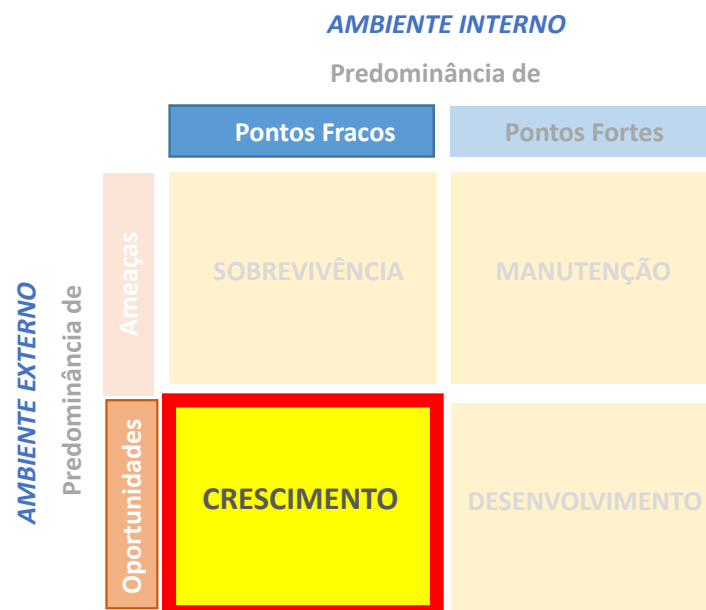 AMBIENTE INTERNO
Predominância de
Pontos Fracos
Pontos Fortes
AMBIENTE EXTERNO
Predominância de
Ameaças
SOBREVIVÊNCIA
MANUTENÇÃO
Oportunidades
CRESCIMENTO
DESENVOLVIMENTO